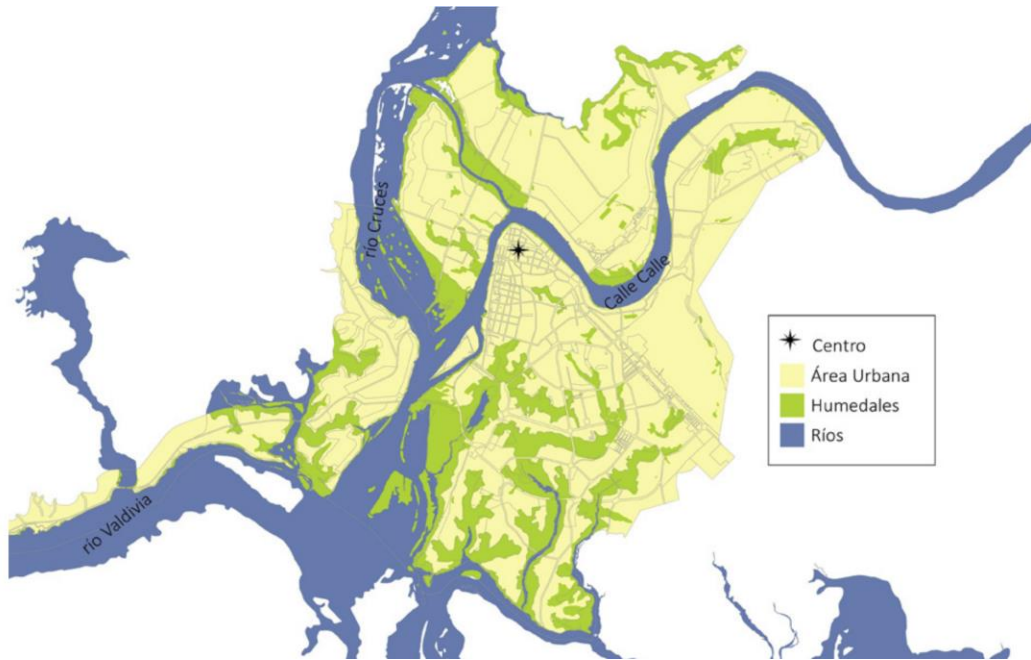 río Cruces
Calle Calle
río Valdivia
Centro
Área Urbana
Humedales
Ríos